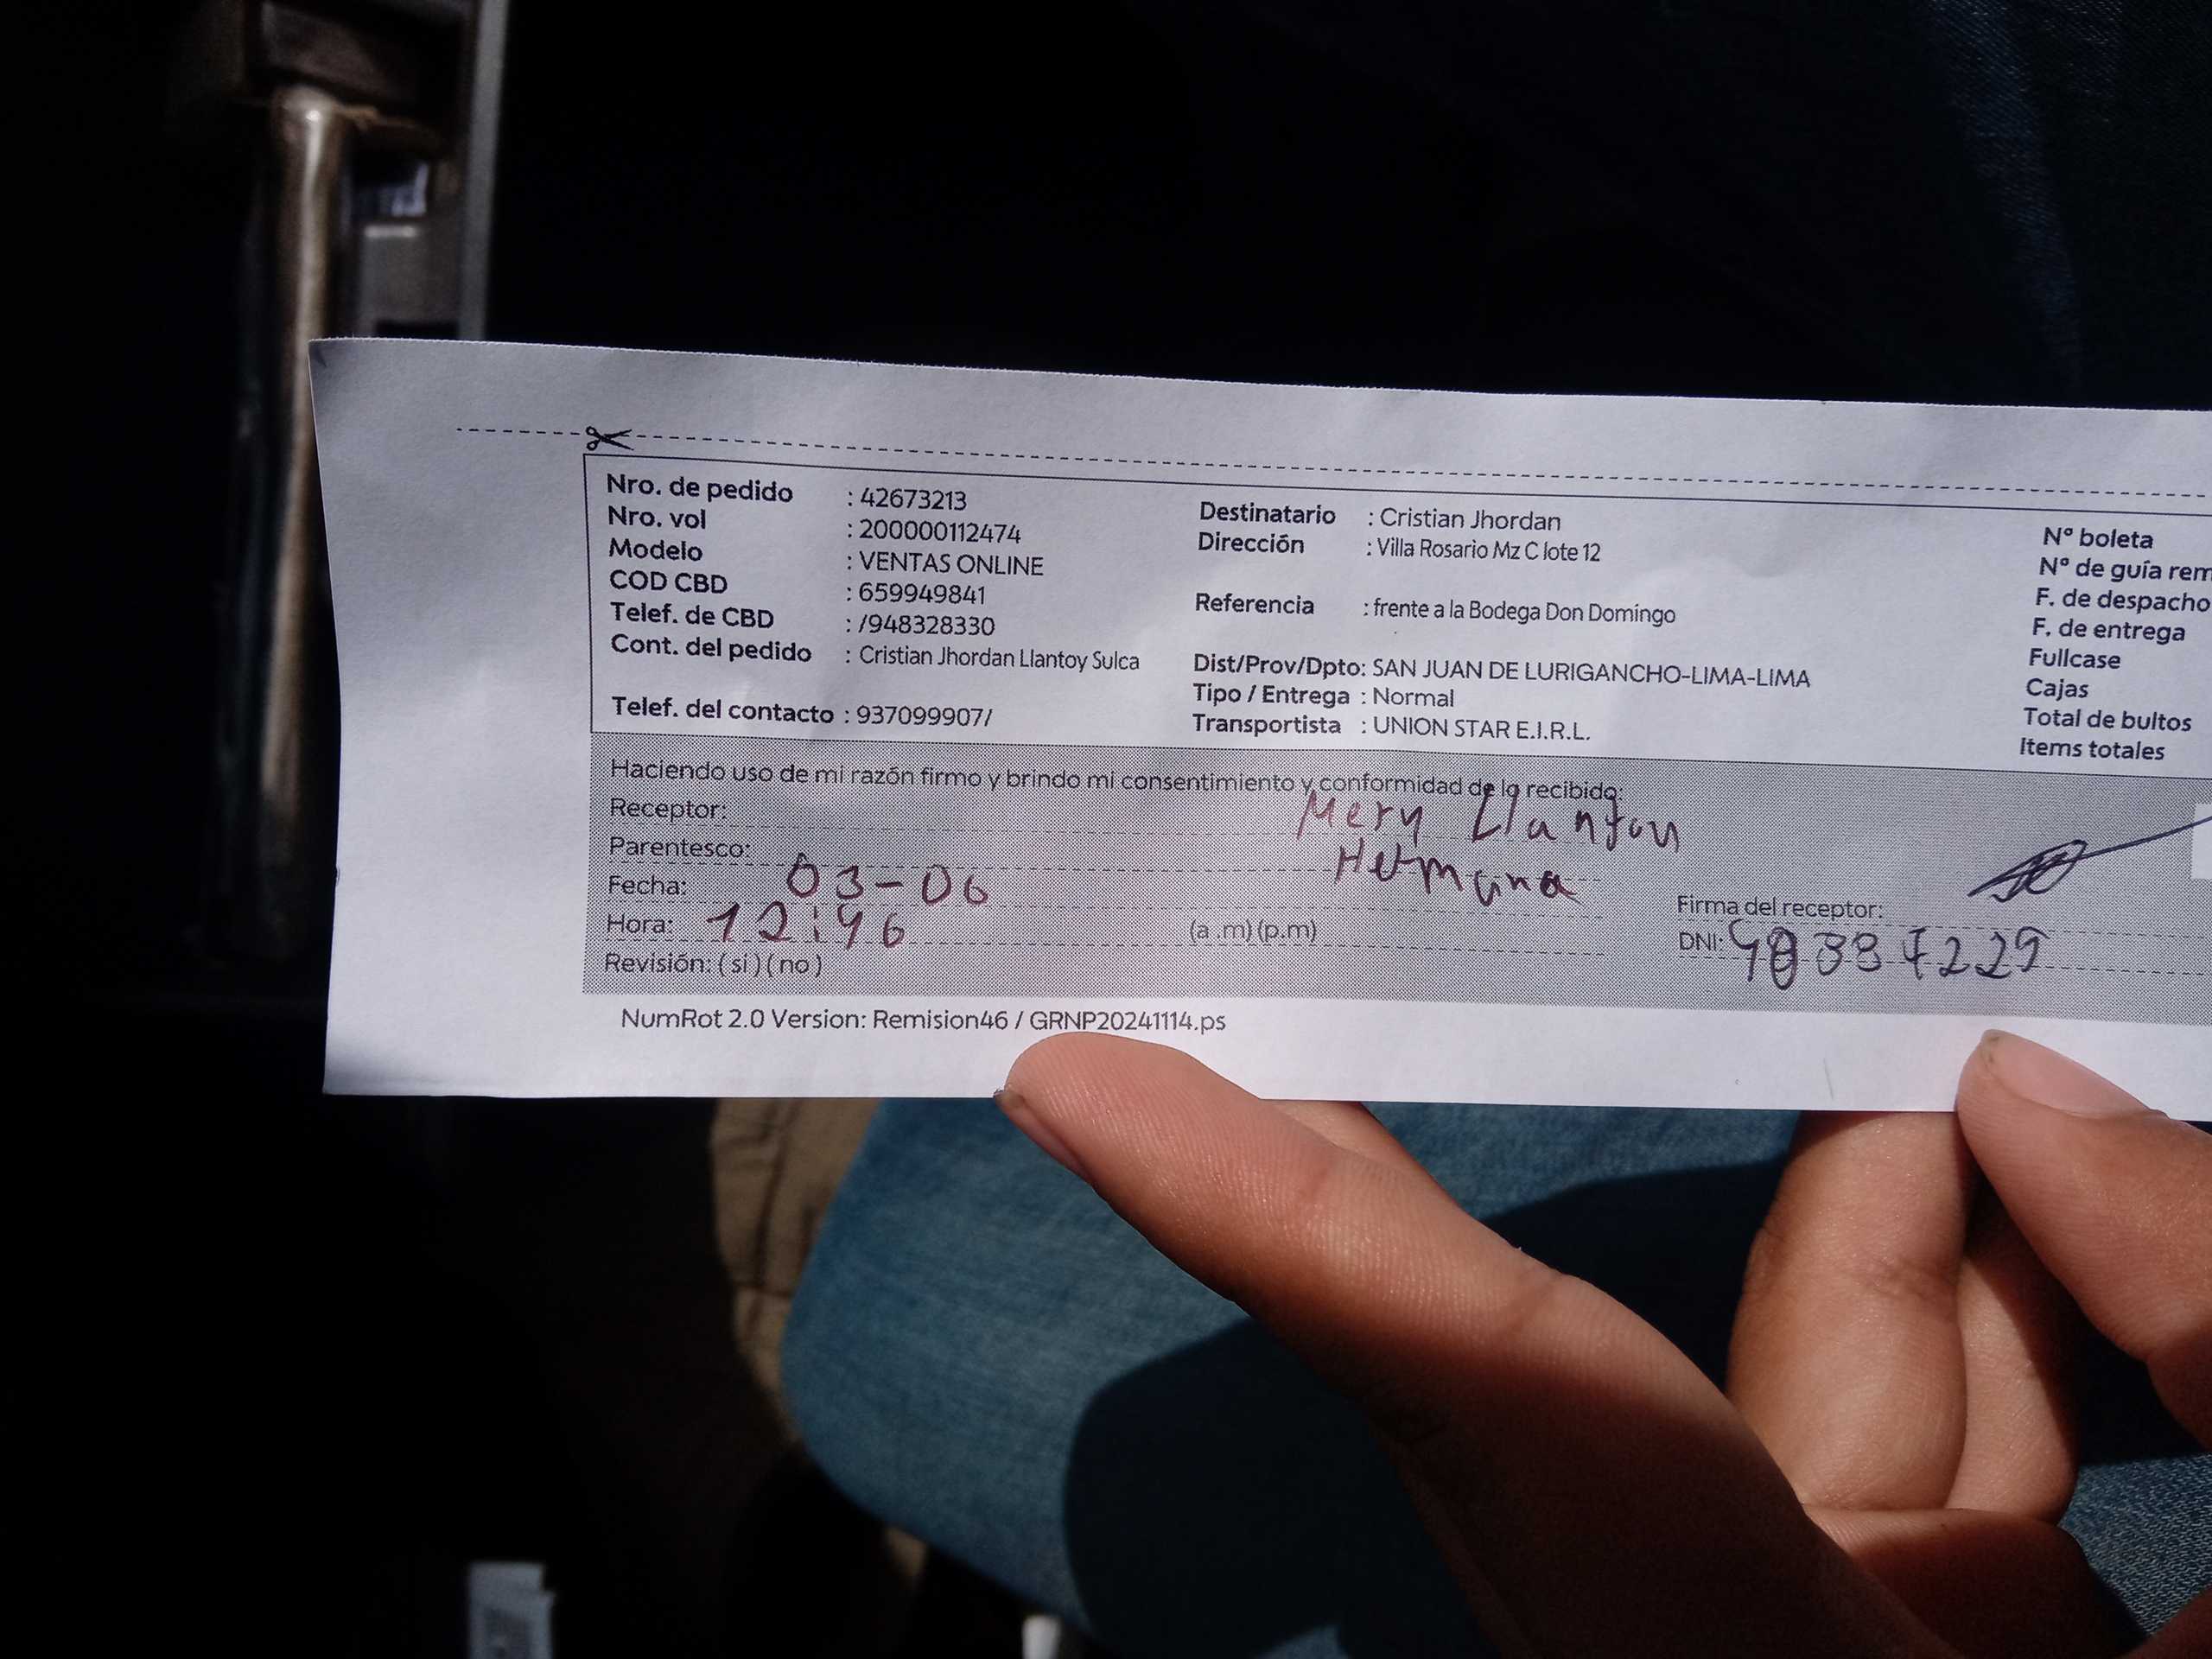 Nro. de pedido : 42673213
Nro. vol : 200000112474
Modelo : VENTAS ONLINE
COD CBD : 659949841
Telef. de CBD : /948328330
Cont. del pedido : Cristian Jhordan Llantoy Sulca
Telef. del contacto : 937099907/
Destinatario : Cristian Jhordan
Dirección : Villa Rosario Mz C lote 12
Referencia : frente a la Bodega Don Domingo
Dist/Prov/Dpto: SAN JUAN DE LURIGANCHO-LIMA-LIMA
Tipo / Entrega : Normal
Transportista : UNION STAR E.I.R.L.
Nº boleta
Nº de guía rem
F. de despacho
F. de entrega
Fullcase
Cajas
Total de bultos
Items totales
Haciendo uso de mi razón firmo y brindo mi consentimiento y conformidad de lo recibido:
Receptor: Mery
Parentesco: Hermana
Fecha: 03-06
Hora: 12:46 (a .m) (p.m)
Revisión: ( si ) ( no )
Firma del receptor:
DNI:
NumRot 2.0 Version: Remision46 / GRNP20241114.ps